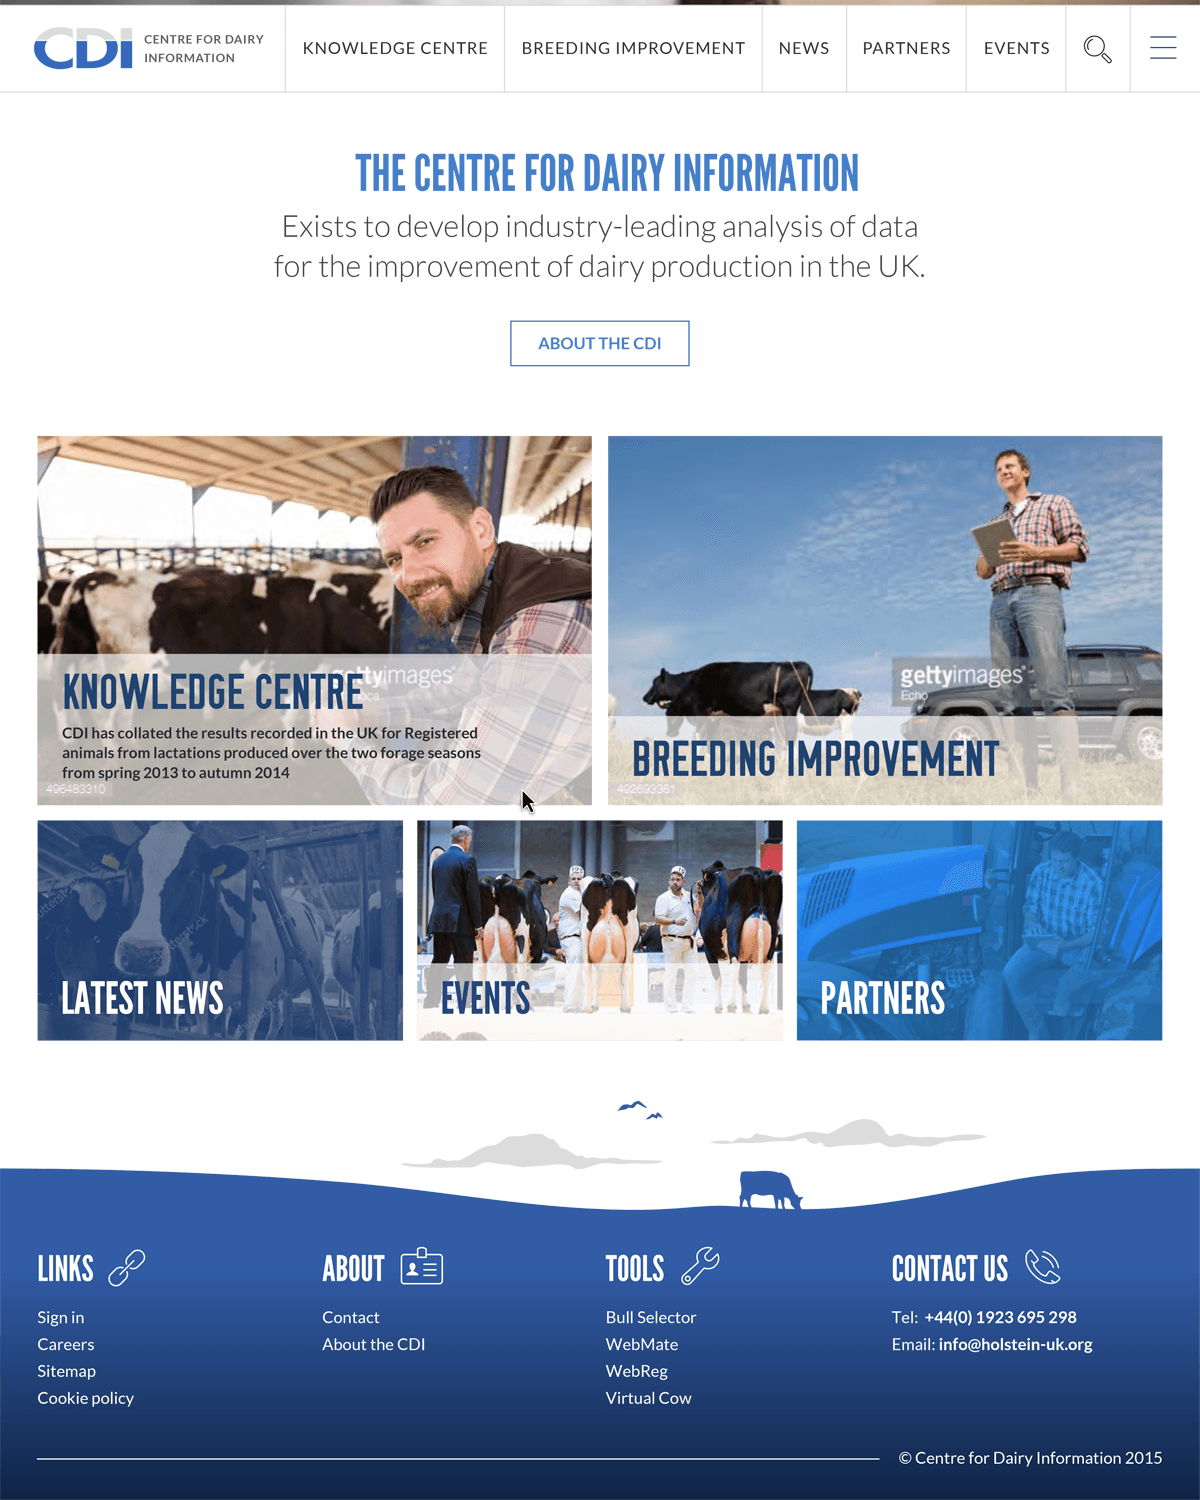 CDI CENTRE FOR DAIRY
INFORMATION
KNOWLEDGE CENTRE
BREEDING IMPROVEMENT
NEWS
PARTNERS
EVENTS
THE CENTRE FOR DAIRY INFORMATION
Exists to develop industry-leading analysis of data
for the improvement of dairy production in the UK.
ABOUT THE CDI
gettyimages
KNOWLEDGE CENTRE
CDI has collated the results recorded in the UK for Registered
animals from lactations produced over the two forage seasons
from spring 2013 to autumn 2014
496483310
gettyimages
Echo
BREEDING IMPROVEMENT
492693361
LATEST NEWS
EVENTS
PARTNERS
LINKS
Sign in
Careers
Sitemap
Cookie policy
ABOUT
Contact
About the CDI
TOOLS
Bull Selector
WebMate
WebReg
Virtual Cow
CONTACT US
Tel: +44(0) 1923 695 298
Email: info@holstein-uk.org
© Centre for Dairy Information 2015